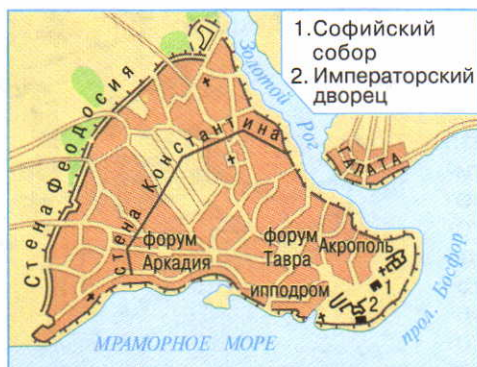 1. Софийский
собор
2. Императорский
дворец
Золотой Рог
ГАЛАТА
Стена Феодосия
Стена Константина
форум
Аркадия
форум
Тавра
Акрополь
ипподром
1
2
прол. Босфор
МРАМОРНОЕ МОРЕ